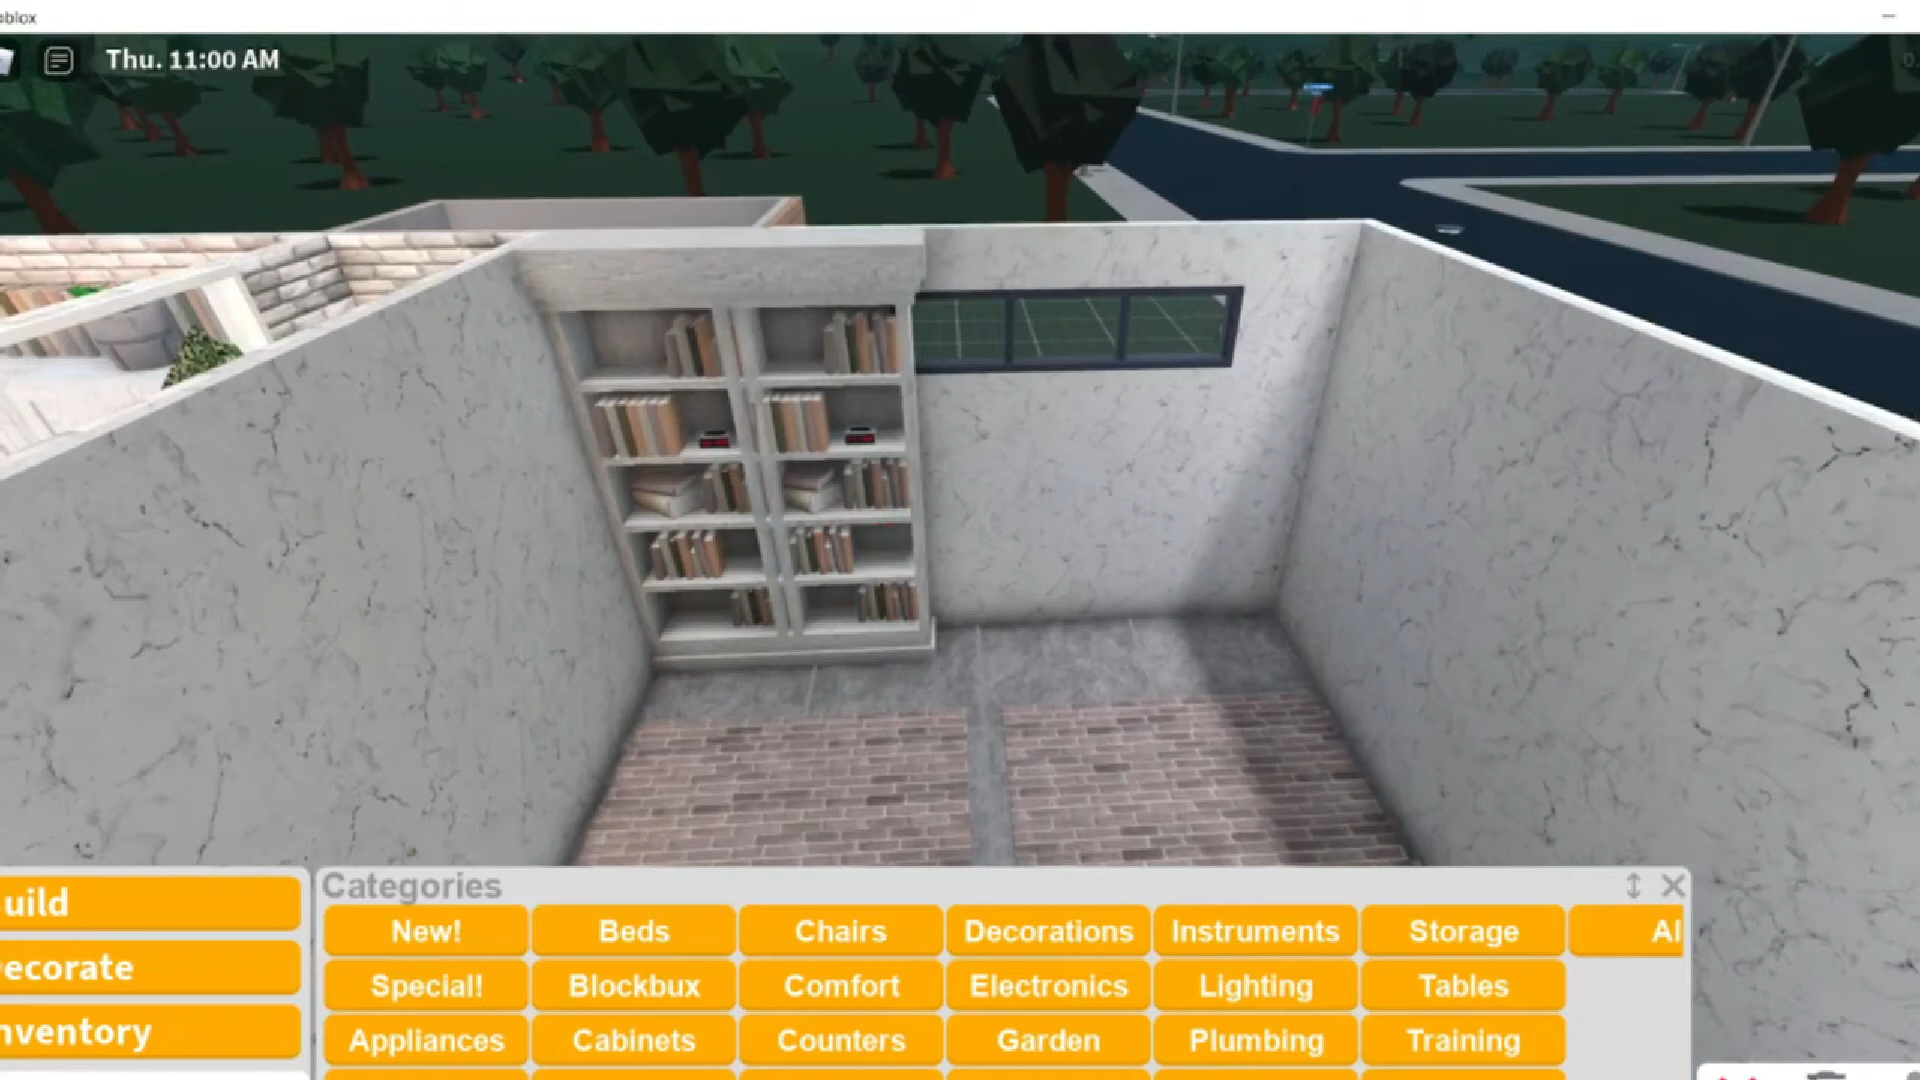 oblox
Thu. 11:00 AM
uild
ecorate
nventory
Categories
New! Beds Chairs Decorations Instruments Storage Al
Special! Blockbux Comfort Electronics Lighting Tables
Appliances Cabinets Counters Garden Plumbing Training